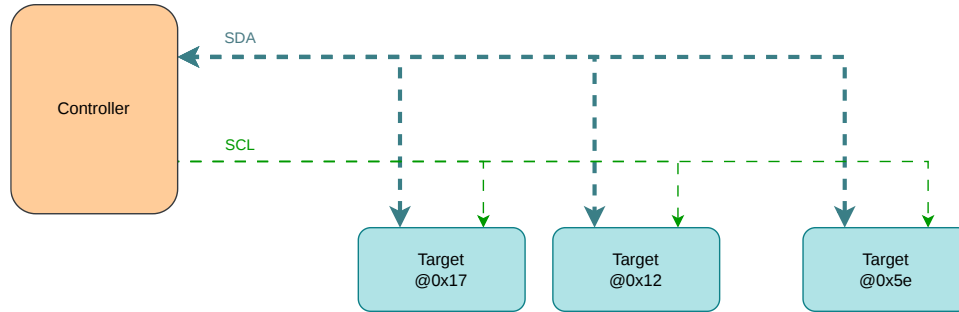 SDA
Controller
SCL
Target
@0x17
Target
@0x12
Target
@0x5e